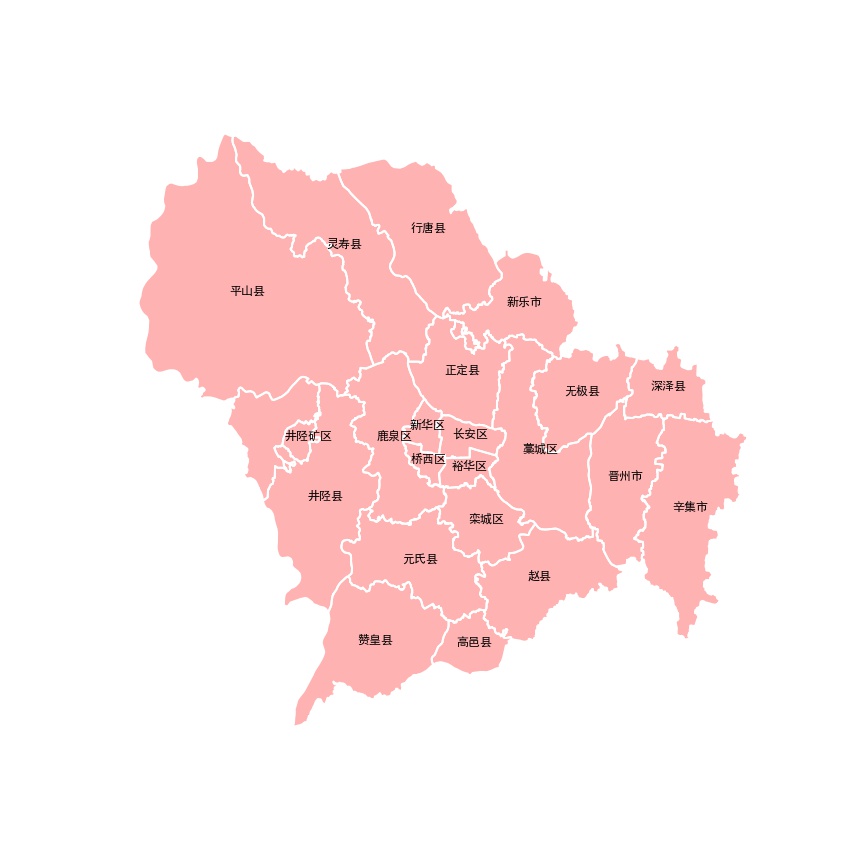 行唐县
灵寿县
平山县
新乐市
正定县
深泽县
无极县
新华区
长安区
井陉矿区
鹿泉区
藁城区
桥西区
裕华区
晋州市
井陉县
辛集市
栾城区
元氏县
赵县
赞皇县
高邑县